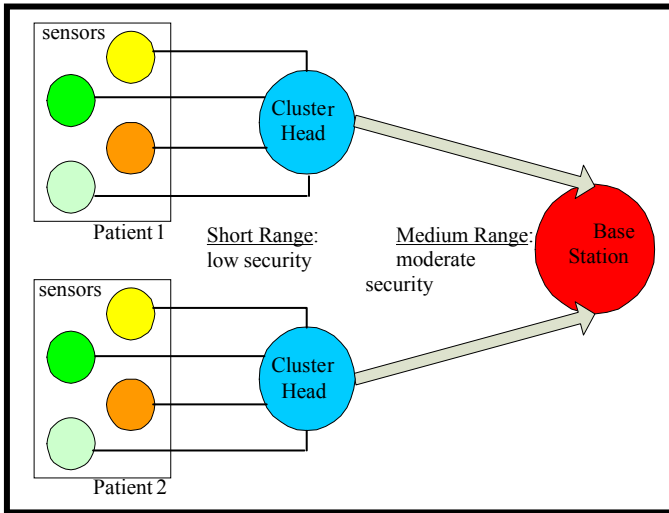 sensors
Cluster
Head
Patient 1
Short Range:
low security
Medium Range:
moderate
security
Base
Station
sensors
Cluster
Head
Patient 2